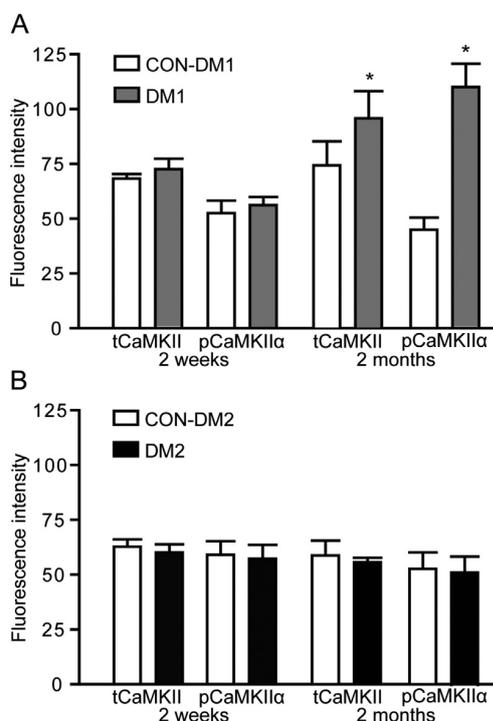 A
125
100
75
50
25
0
Fluorescence intensity
CON-DM1
DM1
*
*
tCaMKII pCaMKIIα tCaMKII pCaMKIIα
2 weeks 2 months
B
125
100
75
50
25
0
Fluorescence intensity
CON-DM2
DM2
tCaMKII pCaMKIIα tCaMKII pCaMKIIα
2 weeks 2 months